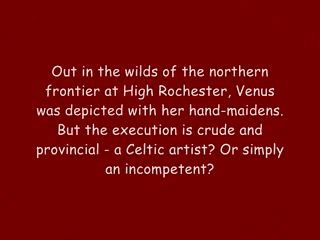 Out in the wilds of the northern
frontier at High Rochester, Venus
was depicted with her hand-maidens.
But the execution is crude and
provincial - a Celtic artist? Or simply
an incompetent?